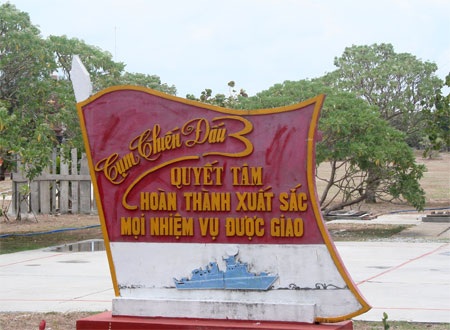 Cụm Chiến Đấu 3
QUYẾT TÂM
HOÀN THÀNH XUẤT SẮC
MỌI NHIỆM VỤ ĐƯỢC GIAO